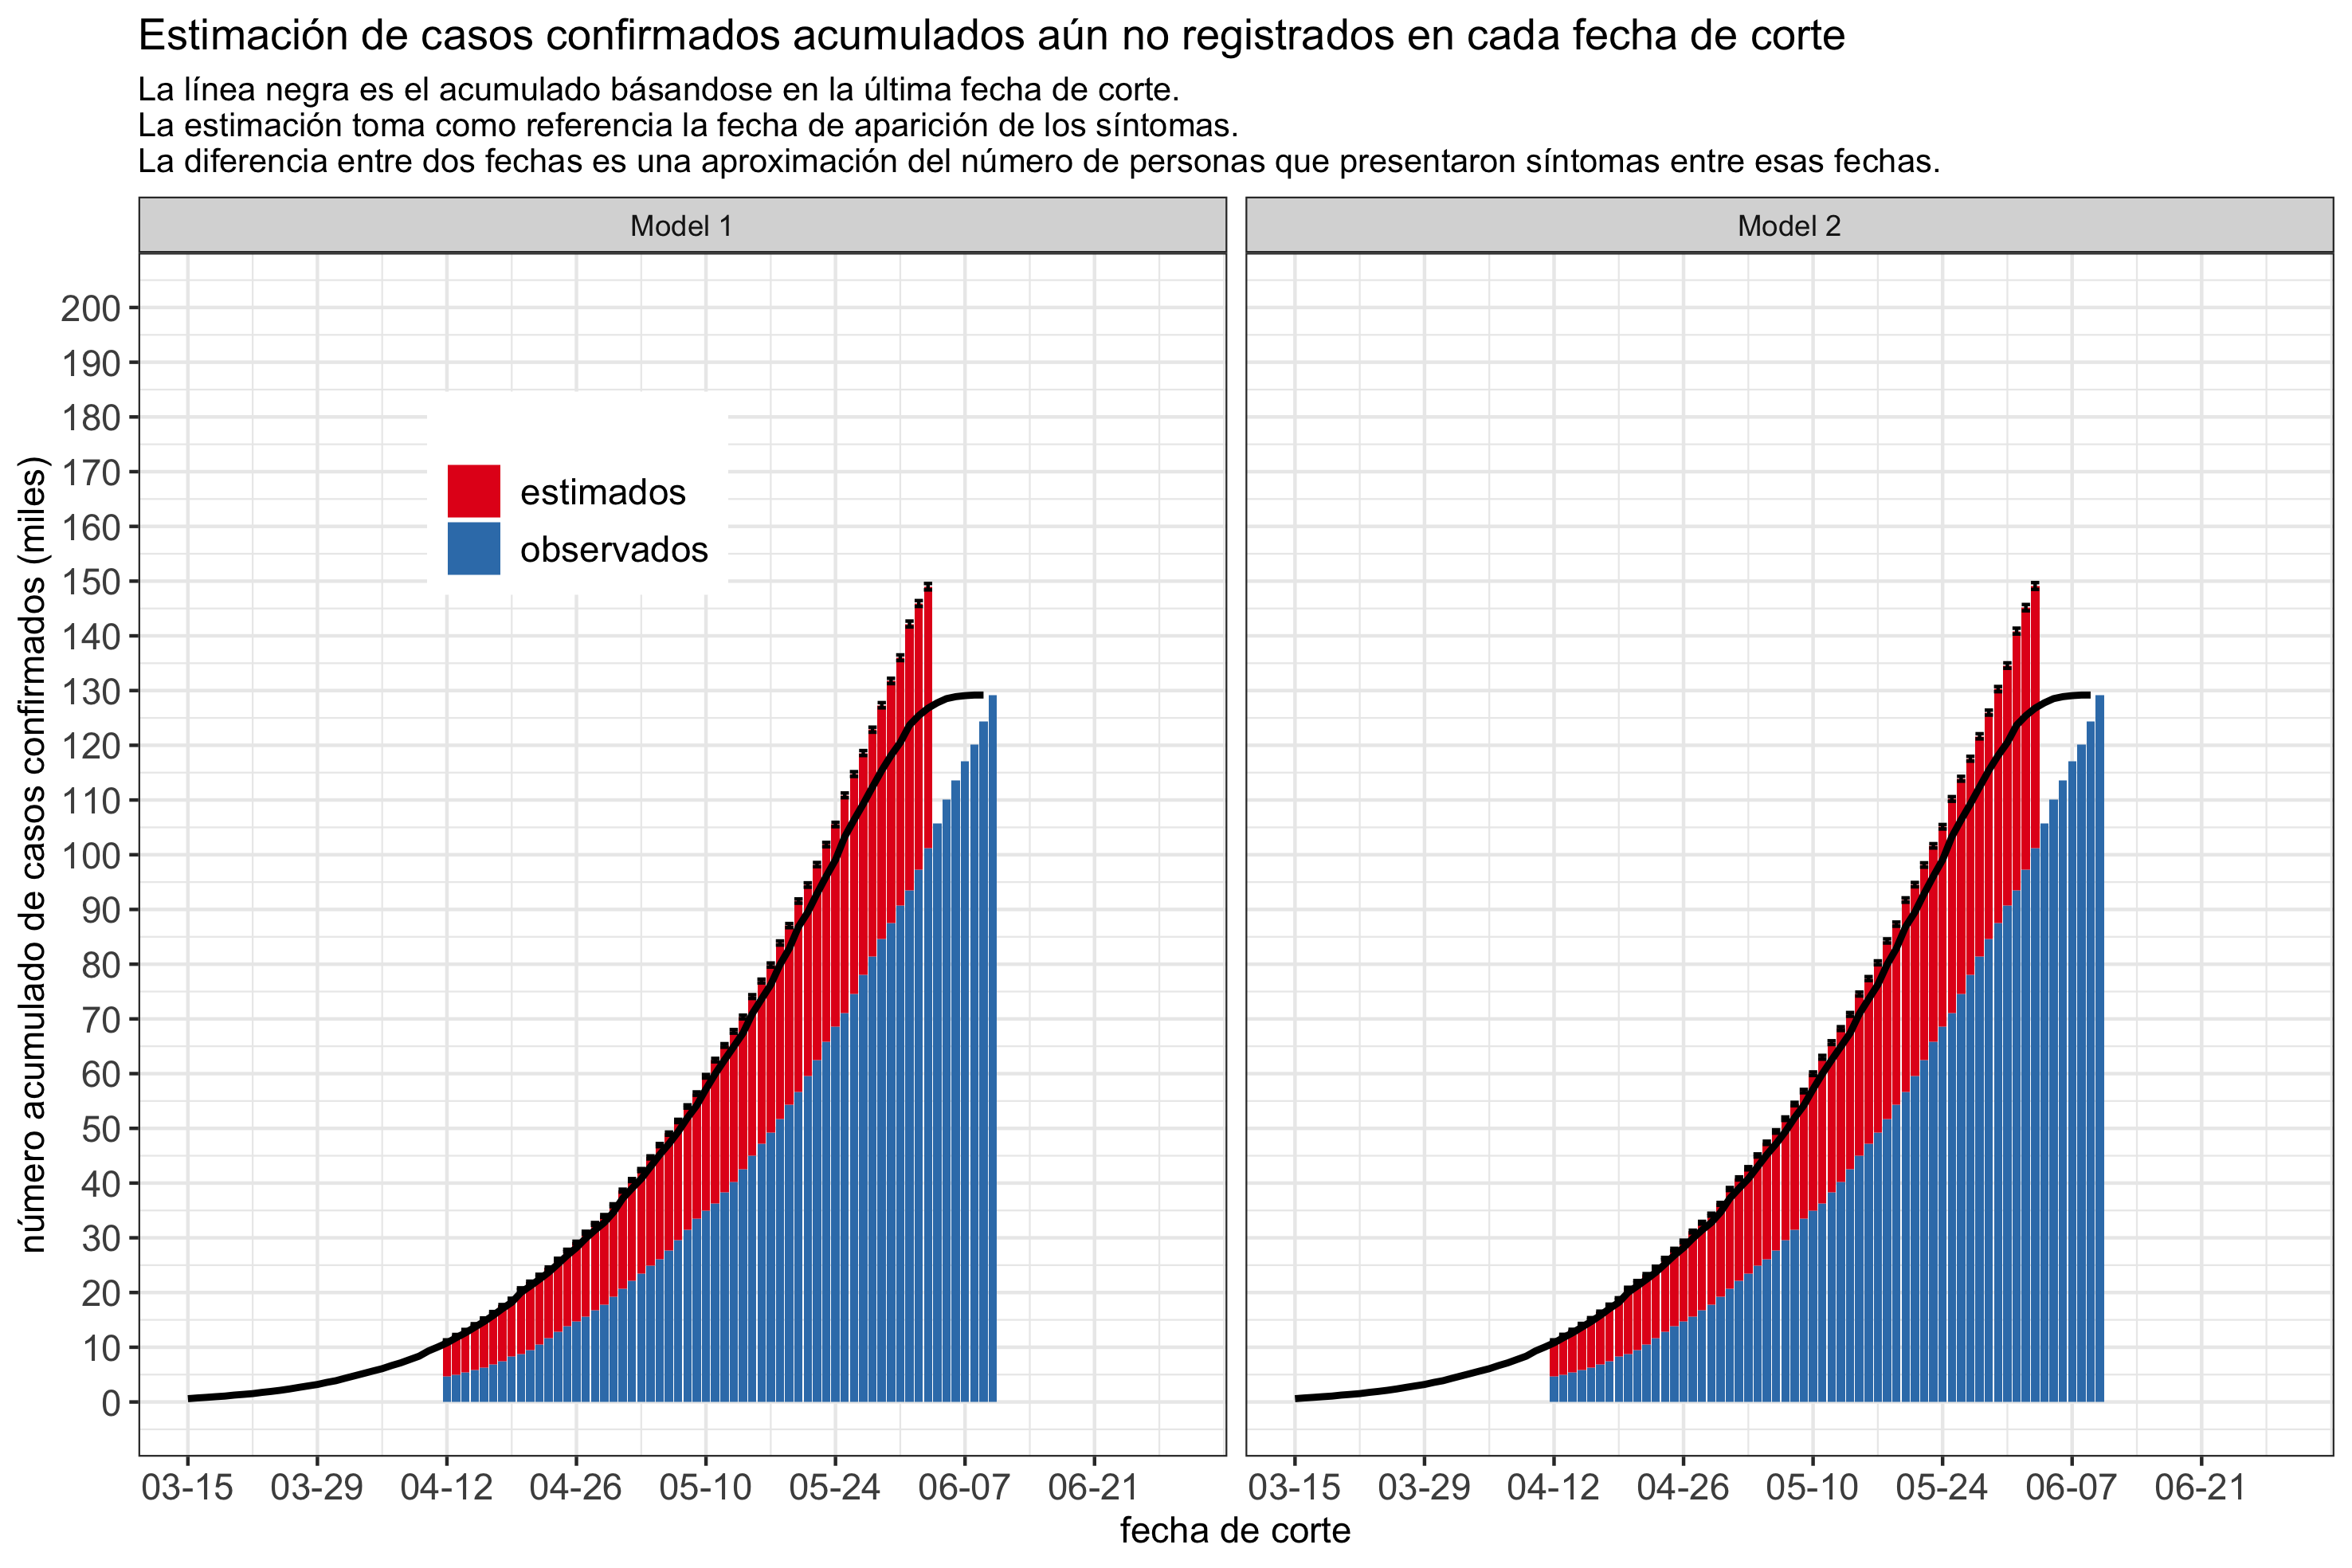 Estimación de casos confirmados acumulados aún no registrados en cada fecha de corte
La línea negra es el acumulado básandose en la última fecha de corte.
La estimación toma como referencia la fecha de aparición de los síntomas.
La diferencia entre dos fechas es una aproximación del número de personas que presentaron síntomas entre esas fechas.
Model 1
Model 2
número acumulado de casos confirmados (miles)
200
190
180
170
160
150
140
130
120
110
100
90
80
70
60
50
40
30
20
10
0
estimados
observados
03-15 03-29 04-12 04-26 05-10 05-24 06-07 06-21
03-15 03-29 04-12 04-26 05-10 05-24 06-07 06-21
fecha de corte